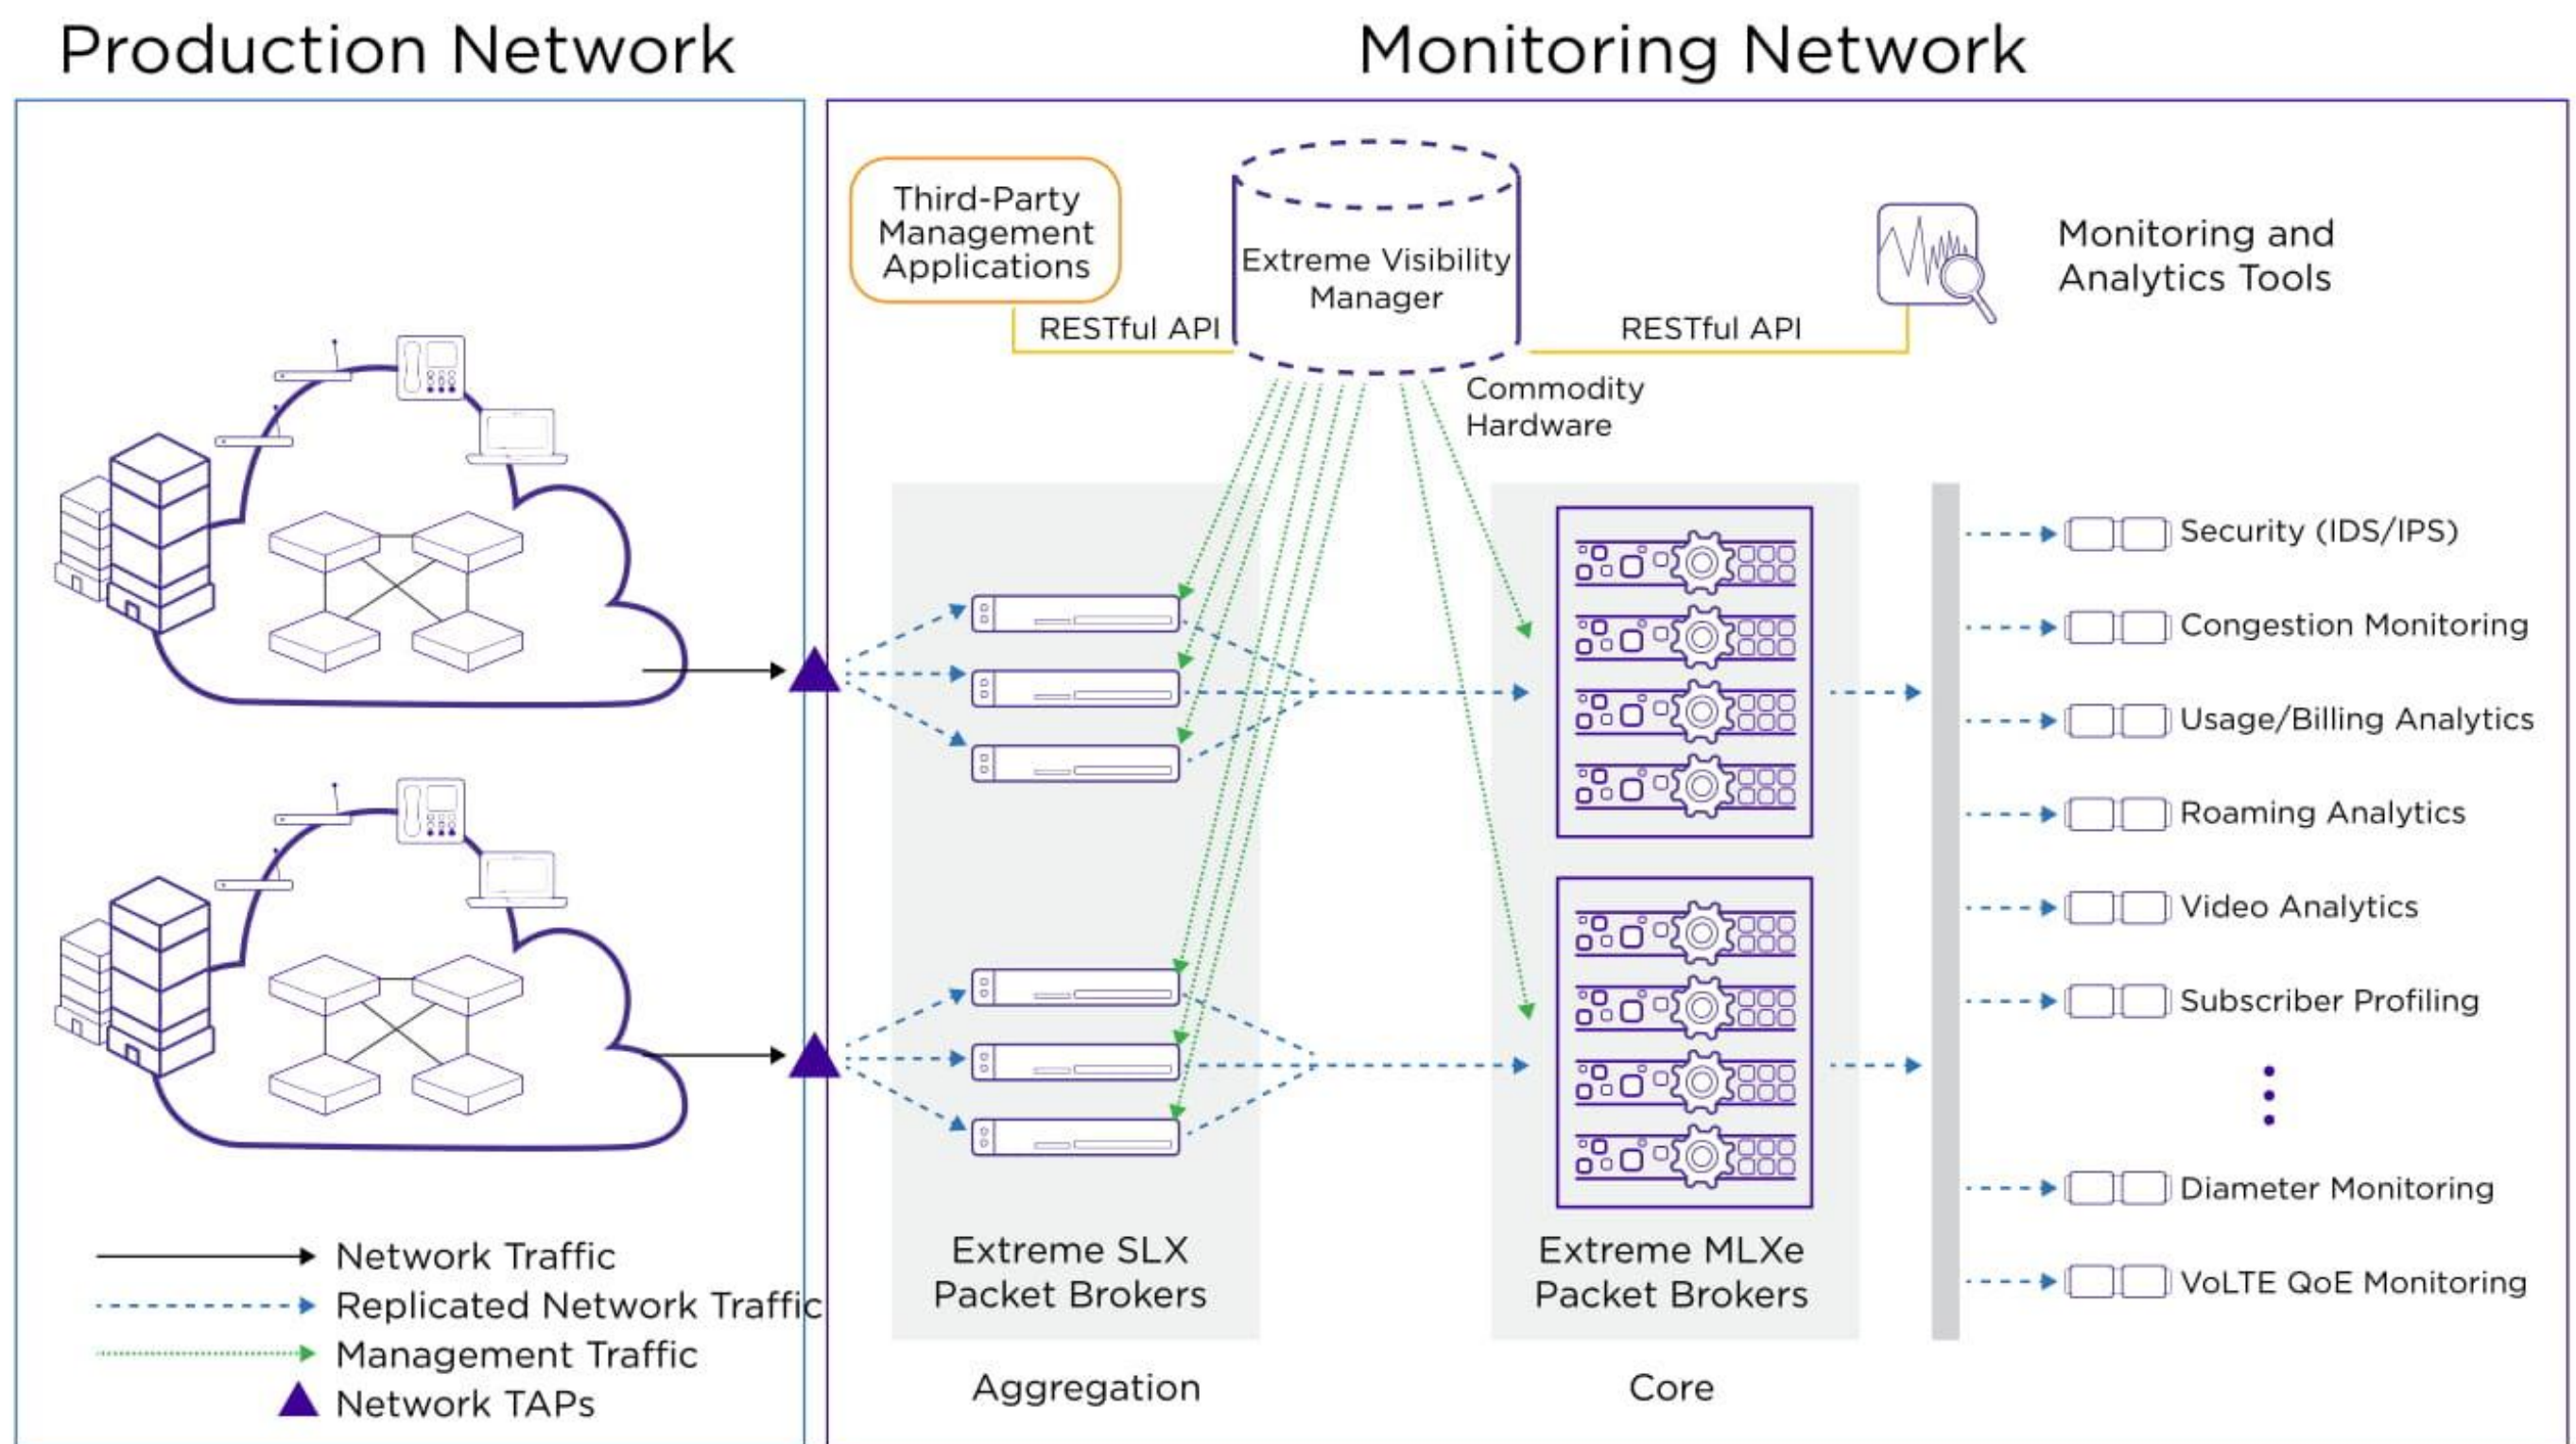 Production Network
Monitoring Network
Third-Party
Management
Applications
RESTful API
Extreme Visibility
Manager
RESTful API
Monitoring and
Analytics Tools
Commodity
Hardware
Security (IDS/IPS)
Congestion Monitoring
Usage/Billing Analytics
Roaming Analytics
Video Analytics
Subscriber Profiling
Diameter Monitoring
VoLTE QoE Monitoring
Extreme SLX
Packet Brokers
Extreme MLXe
Packet Brokers
Aggregation
Core
Network Traffic
Replicated Network Traffic
Management Traffic
Network TAPs